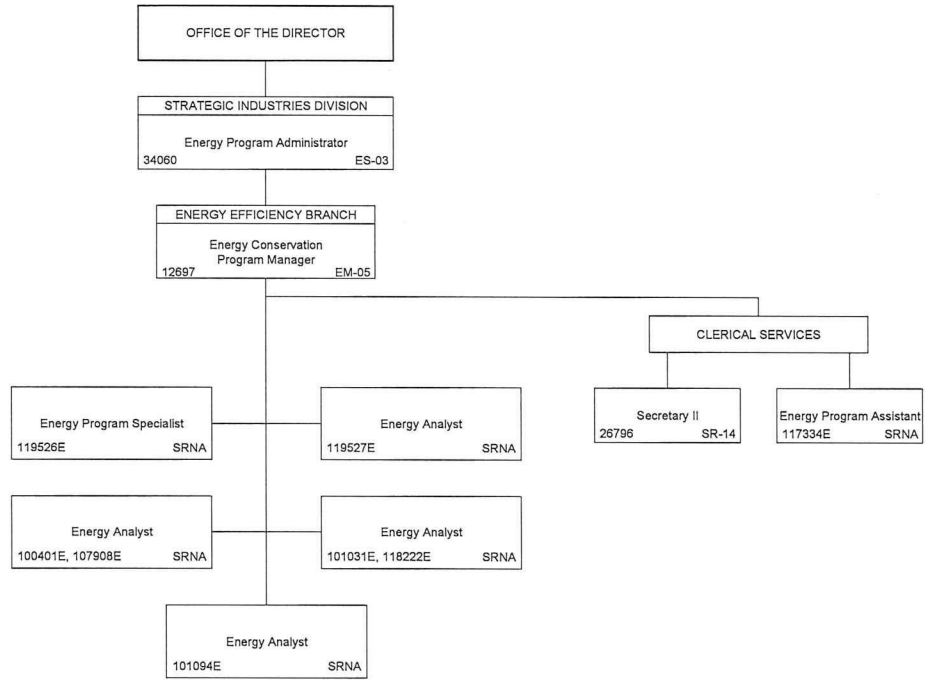 OFFICE OF THE DIRECTOR
STRATEGIC INDUSTRIES DIVISION
Energy Program Administrator
34060 ES-03
ENERGY EFFICIENCY BRANCH
Energy Conservation
Program Manager
12697 EM-05
CLERICAL SERVICES
Energy Program Specialist
119526E SRNA
Energy Analyst
119527E SRNA
Secretary II
26796 SR-14
Energy Program Assistant
117334E SRNA
Energy Analyst
100401E, 107908E SRNA
Energy Analyst
101031E, 118222E SRNA
Energy Analyst
101094E SRNA